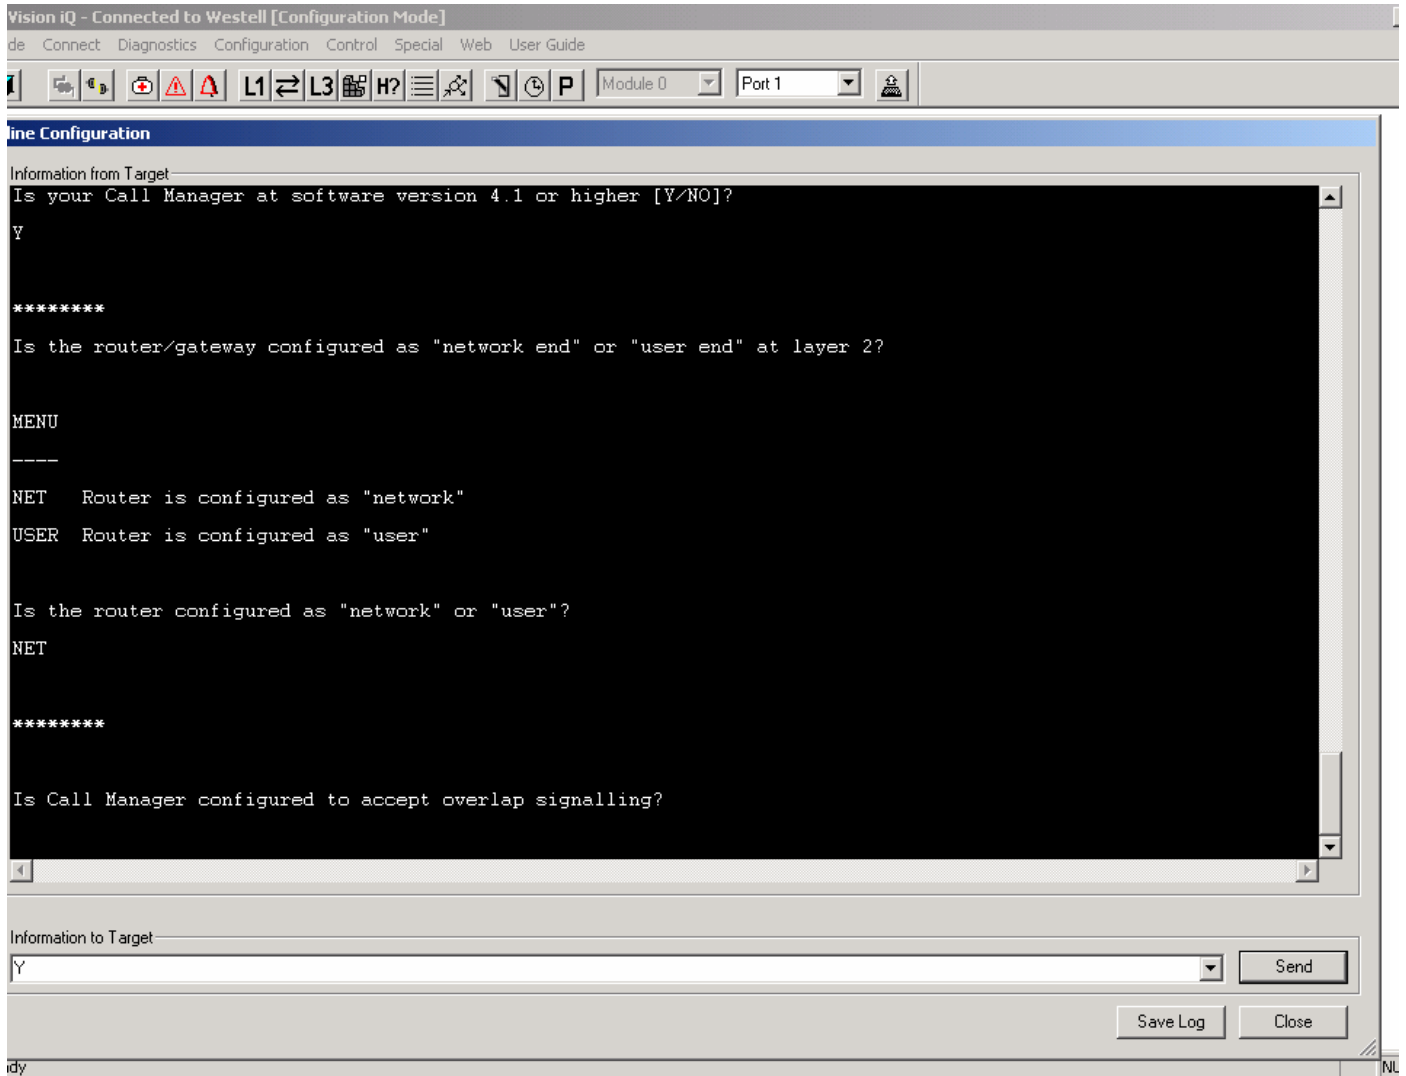 Vision iQ - Connected to Westell [Configuration Mode]
de Connect Diagnostics Configuration Control Special Web User Guide
L1 L3 H? P Module 0 Port 1
line Configuration
Information from Target
Is your Call Manager at software version 4.1 or higher [Y/NO]?
Y
********
Is the router/gateway configured as "network end" or "user end" at layer 2?
MENU
----
NET Router is configured as "network"
USER Router is configured as "user"
Is the router configured as "network" or "user"?
NET
********
Is Call Manager configured to accept overlap signalling?
Information to Target
Y Send
Save Log Close
dy NU